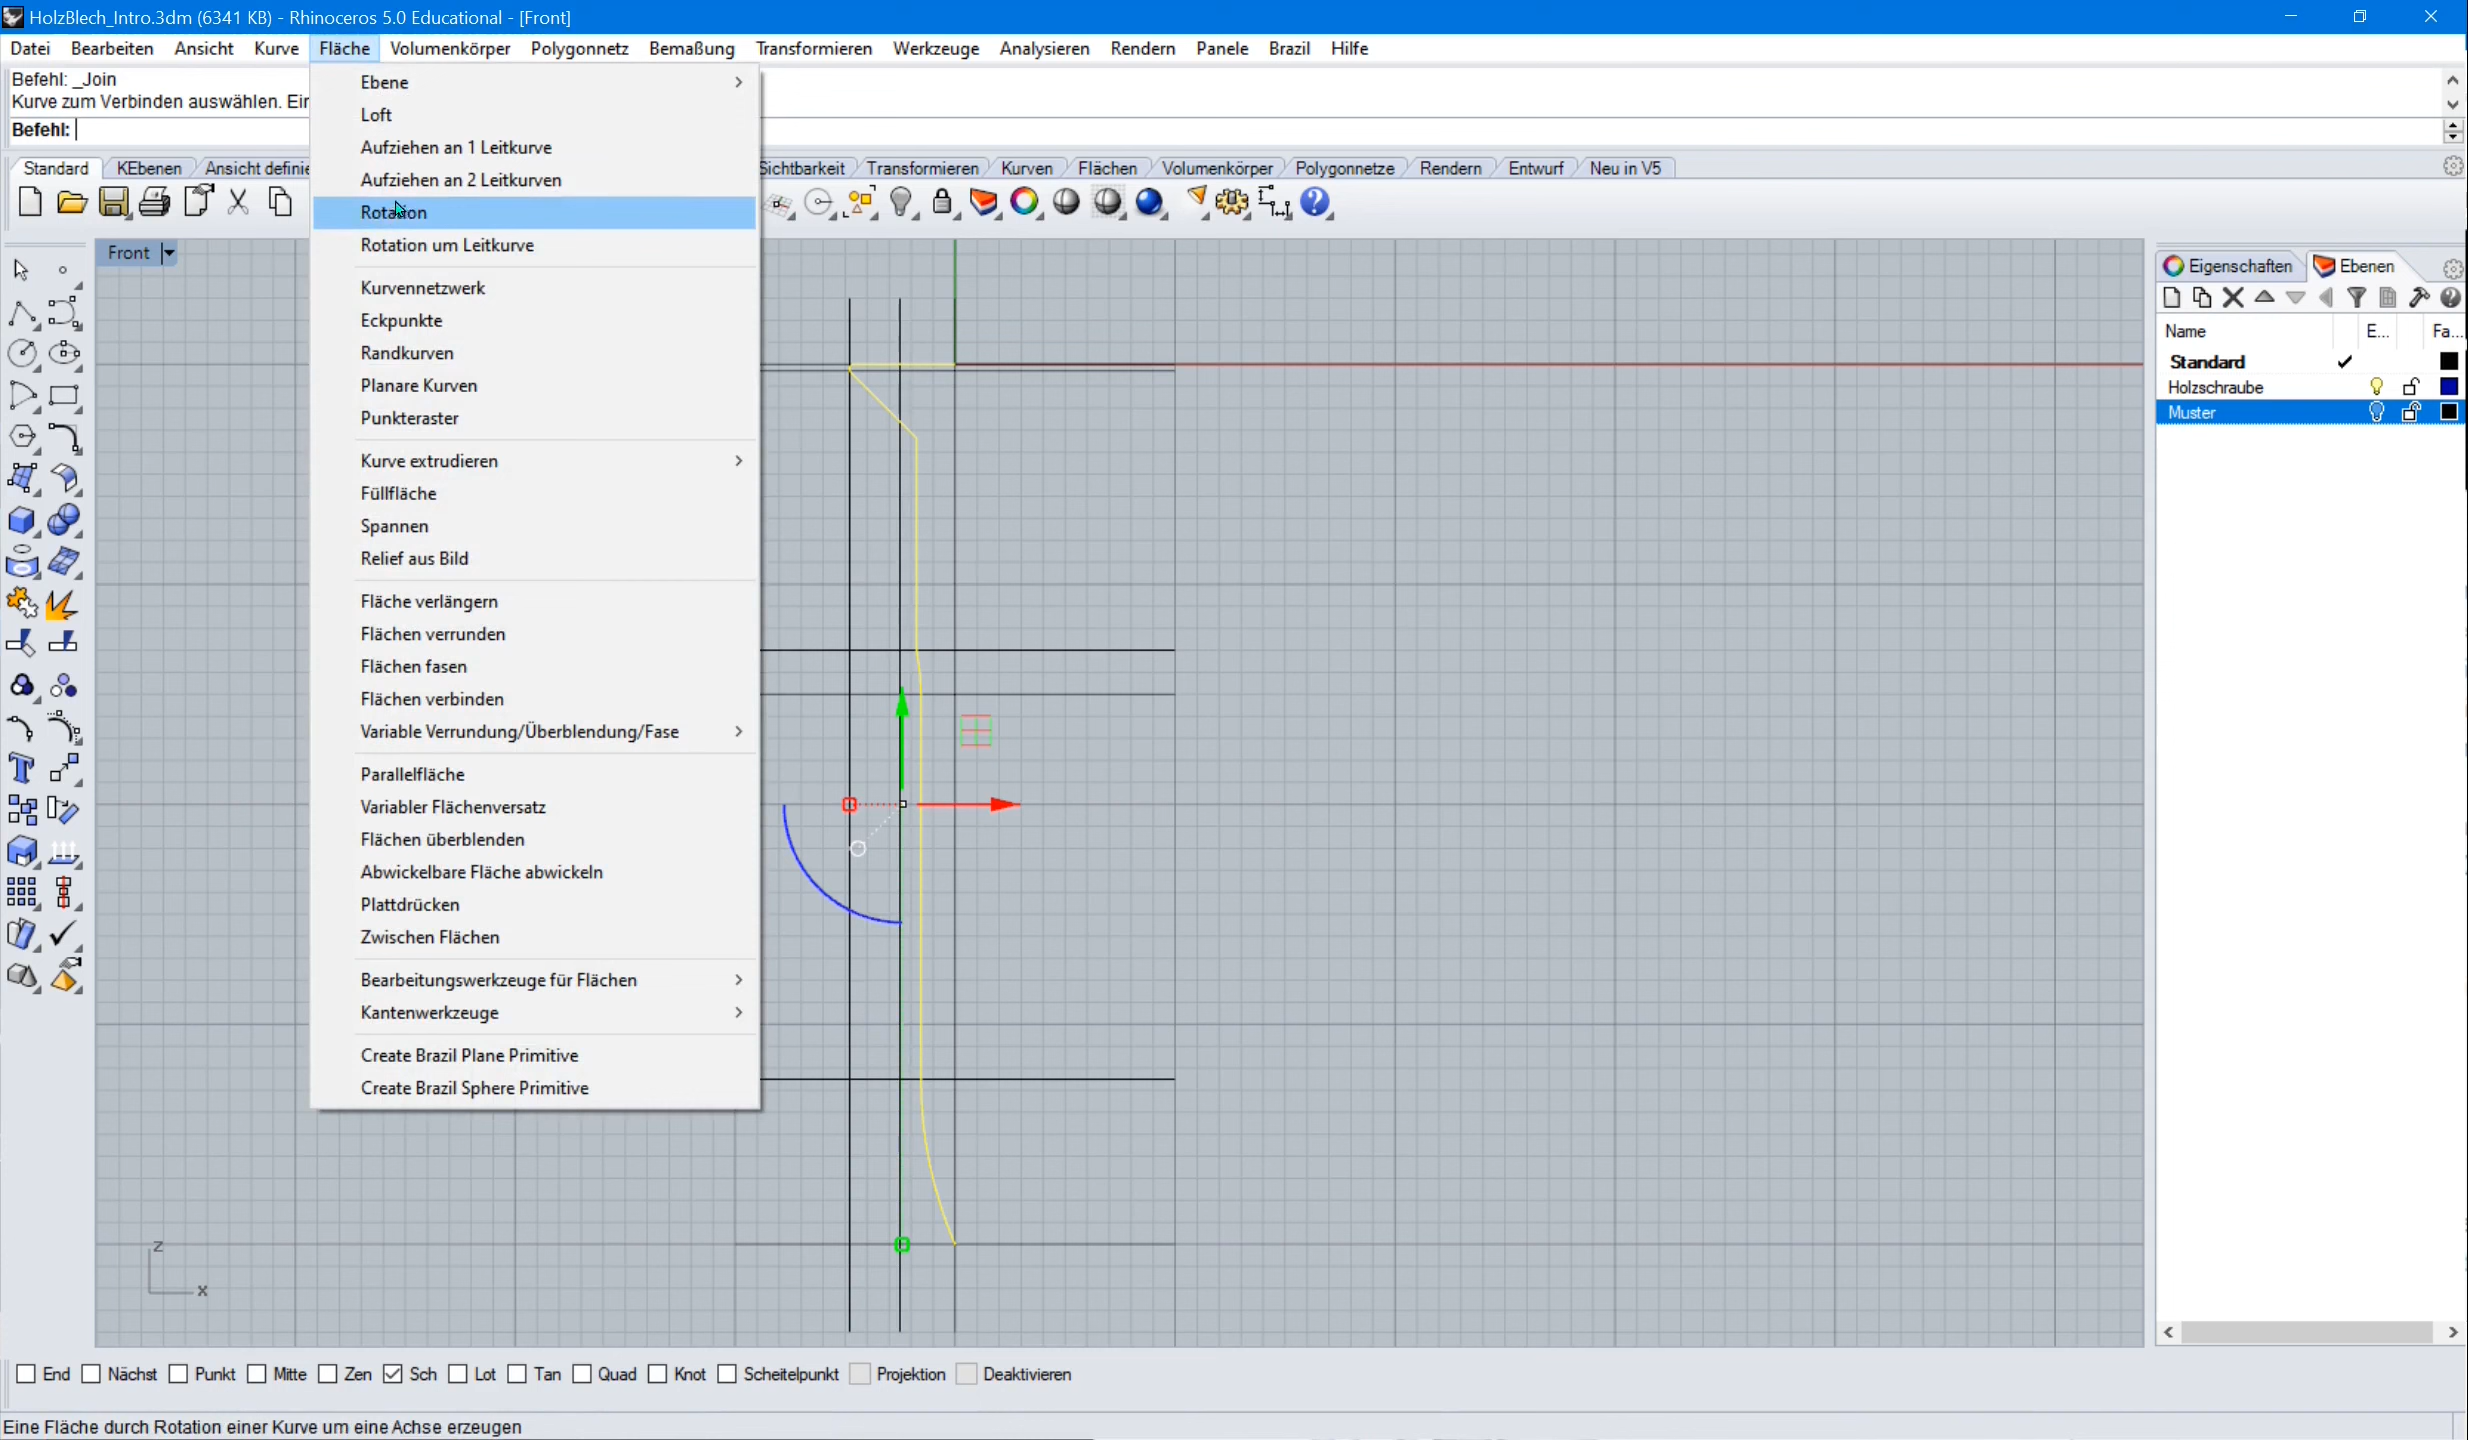 HolzBlech_Intro.3dm (6341 KB) - Rhinoceros 5.0 Educational - [Front]
Datei Bearbeiten Ansicht Kurve Fläche Volumenkörper Polygonnetz Bemaßung Transformieren Werkzeuge Analysieren Rendern Panele Brazil Hilfe
Befehl: _Join
Kurve zum Verbinden auswählen. Ein
Befehl:
Standard KEbenen Ansicht definie Sichtbarkeit Transformieren Kurven Flächen Volumenkörper Polygonnetze Rendern Entwurf Neu in V5
Ebene
Loft
Aufziehen an 1 Leitkurve
Aufziehen an 2 Leitkurven
Rotation
Rotation um Leitkurve
Kurvennetzwerk
Eckpunkte
Randkurven
Planare Kurven
Punkteraster
Kurve extrudieren
Füllfläche
Spannen
Relief aus Bild
Fläche verlängern
Flächen verrunden
Flächen fasen
Flächen verbinden
Variable Verrundung/Überblendung/Fase
Parallelfläche
Variabler Flächenversatz
Flächen überblenden
Abwickelbare Fläche abwickeln
Plattdrücken
Zwischen Flächen
Bearbeitungswerkzeuge für Flächen
Kantenwerkzeuge
Create Brazil Plane Primitive
Create Brazil Sphere Primitive
Front
z
x
Eigenschaften Ebenen
Name E... Fa...
Standard
Holzschraube
Muster
End Nächst Punkt Mitte Zen Sch Lot Tan Quad Knot Scheitelpunkt Projektion Deaktivieren
Eine Fläche durch Rotation einer Kurve um eine Achse erzeugen